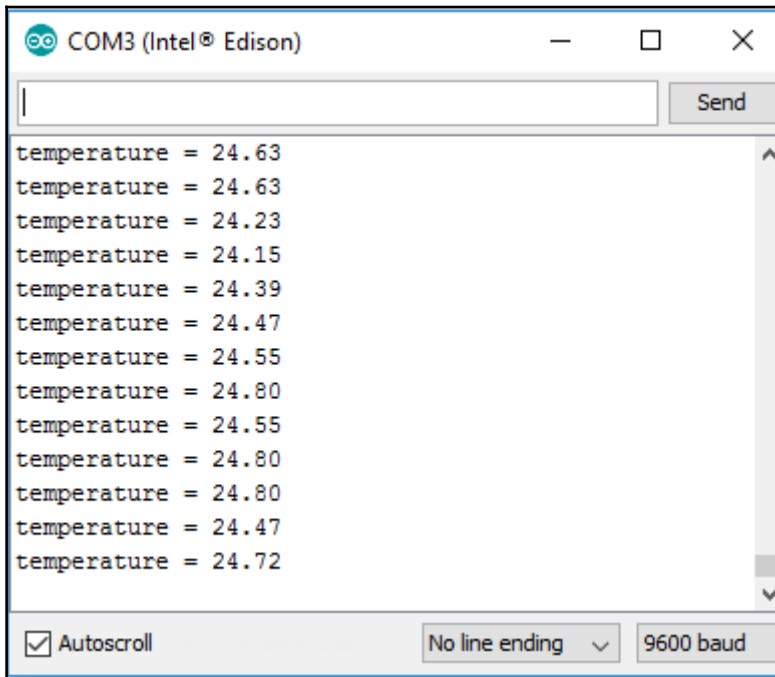 COM3 (Intel® Edison)
Send
temperature = 24.63
temperature = 24.63
temperature = 24.23
temperature = 24.15
temperature = 24.39
temperature = 24.47
temperature = 24.55
temperature = 24.80
temperature = 24.55
temperature = 24.80
temperature = 24.80
temperature = 24.47
temperature = 24.72
Autoscroll No line ending 9600 baud